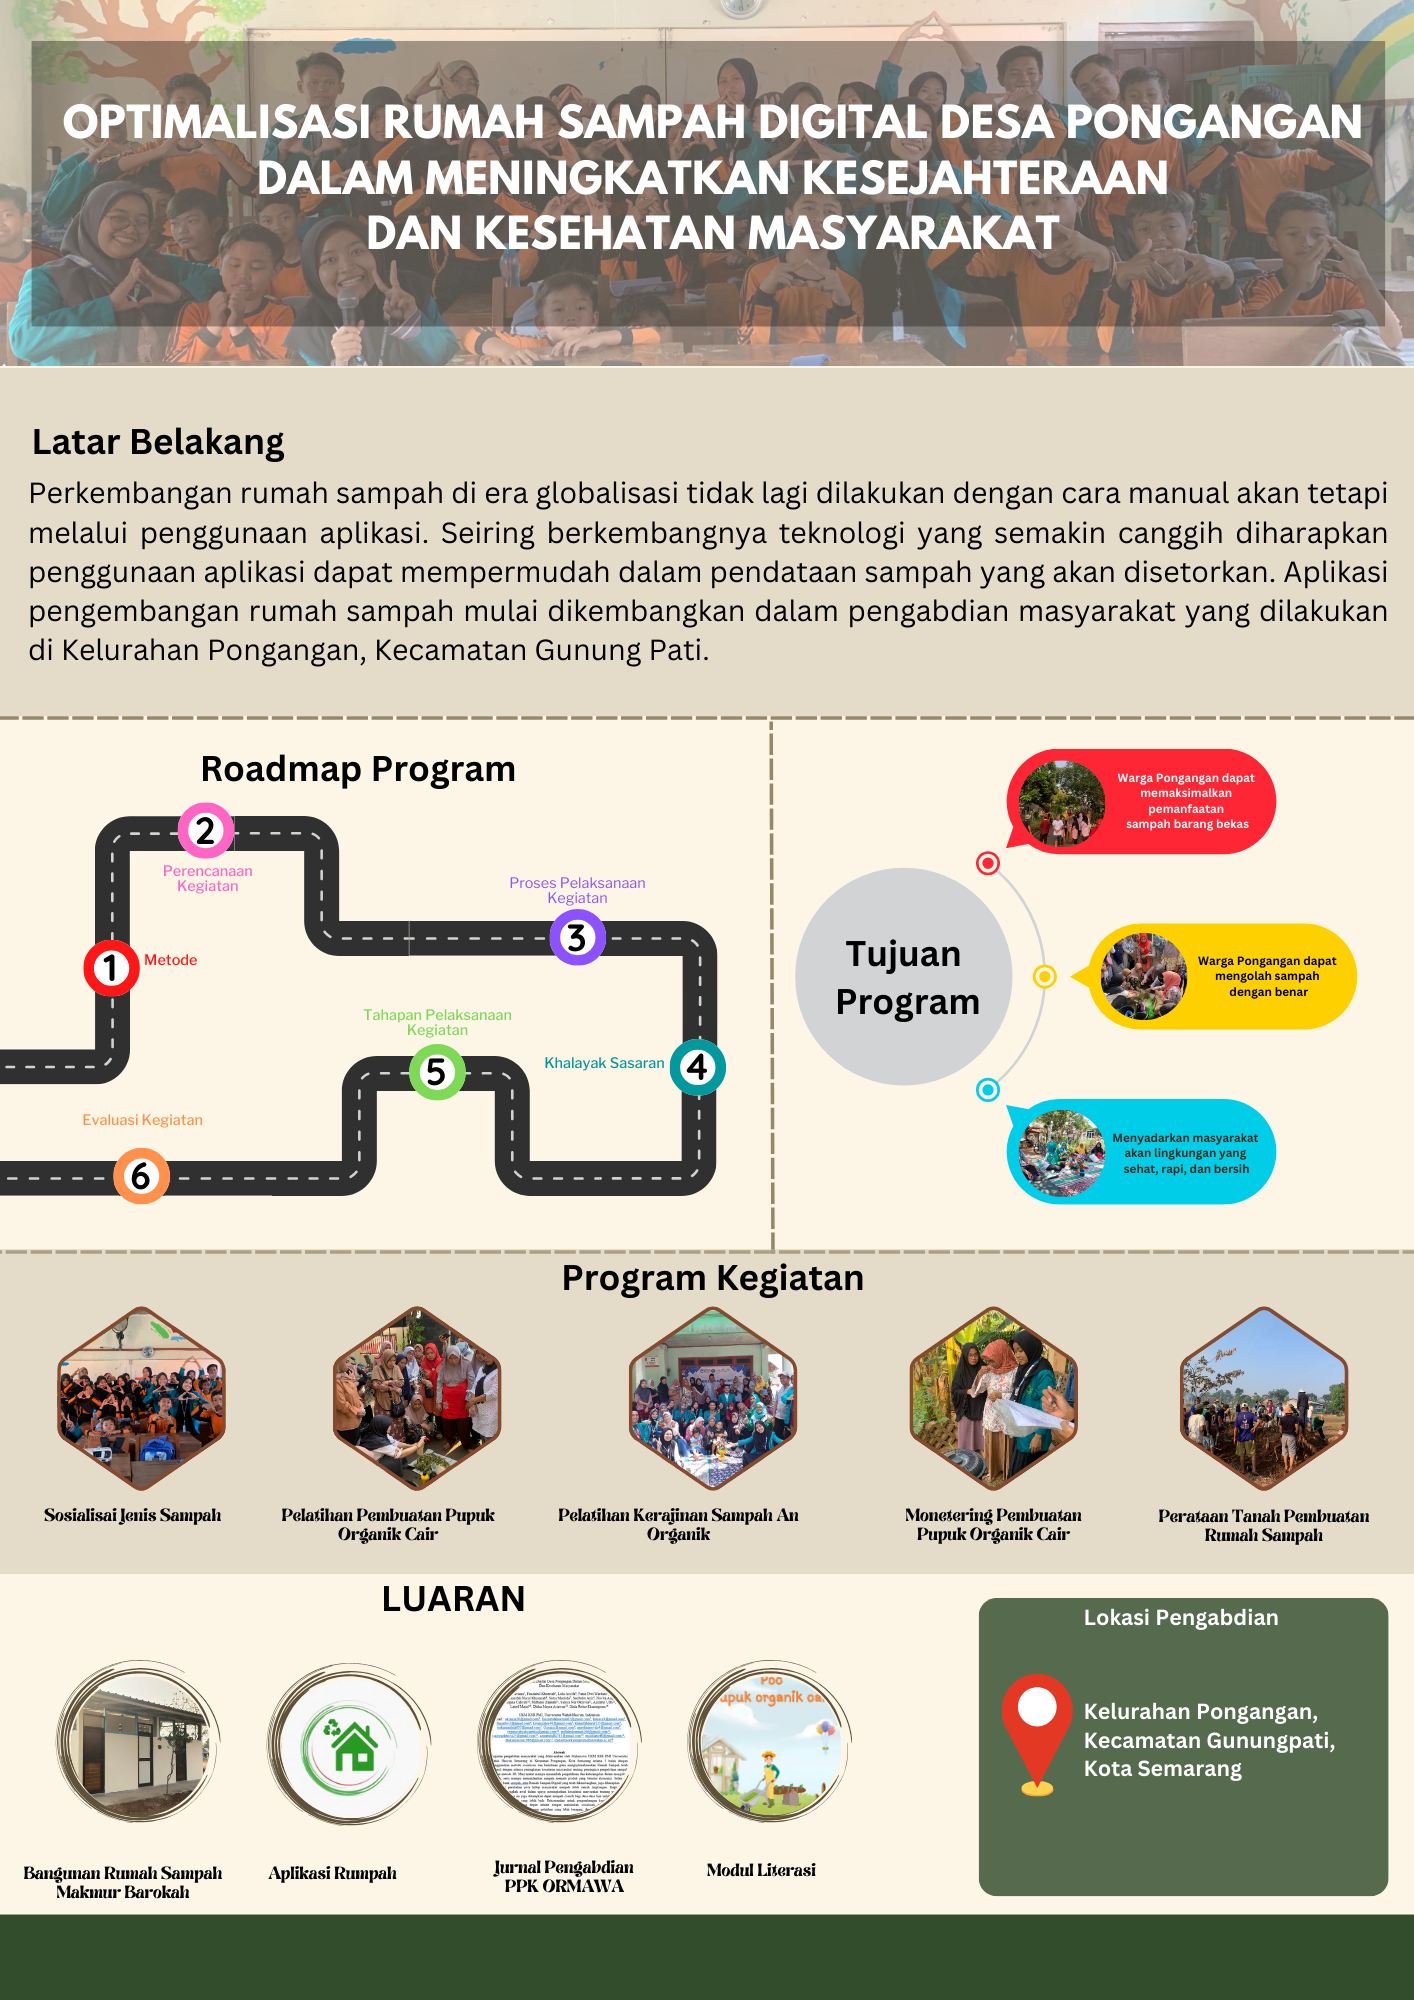 OPTIMALISASI RUMAH SAMPAH DIGITAL DESA PONGANGAN
DALAM MENINGKATKAN KESEJAHTERAAN
DAN KESEHATAN MASYARAKAT
Latar Belakang
Perkembangan rumah sampah di era globalisasi tidak lagi dilakukan dengan cara manual akan tetapi
melalui penggunaan aplikasi. Seiring berkembangnya teknologi yang semakin canggih diharapkan
penggunaan aplikasi dapat mempermudah dalam pendataan sampah yang akan disetorkan. Aplikasi
pengembangan rumah sampah mulai dikembangkan dalam pengabdian masyarakat yang dilakukan
di Kelurahan Pongangan, Kecamatan Gunung Pati.
Roadmap Program
1
Metode
2
Perencanaan
Kegiatan
Proses Pelaksanaan
Kegiatan
3
Khalayak Sasaran
4
Tahapan Pelaksanaan
Kegiatan
5
Evaluasi Kegiatan
6
Tujuan
Program
Warga Pongangan dapat
memaksimalkan
pemanfaatan
sampah barang bekas
Warga Pongangan dapat
mengolah sampah
dengan benar
Menyadarkan masyarakat
akan lingkungan yang
sehat, rapi, dan bersih
Program Kegiatan
Sosialisai Jenis Sampah
Pelatihan Pembuatan Pupuk
Organik Cair
Pelatihan Kerajinan Sampah An
Organik
Monetering Pembuatan
Pupuk Organik Cair
Perataan Tanah Pembuatan
Rumah Sampah
LUARAN
Bangunan Rumah Sampah
Makmur Barokah
Aplikasi Rumpah
Jurnal Pengabdian
PPK ORMAWA
Modul Literasi
Lokasi Pengabdian
Kelurahan Pongangan,
Kecamatan Gunungpati,
Kota Semarang